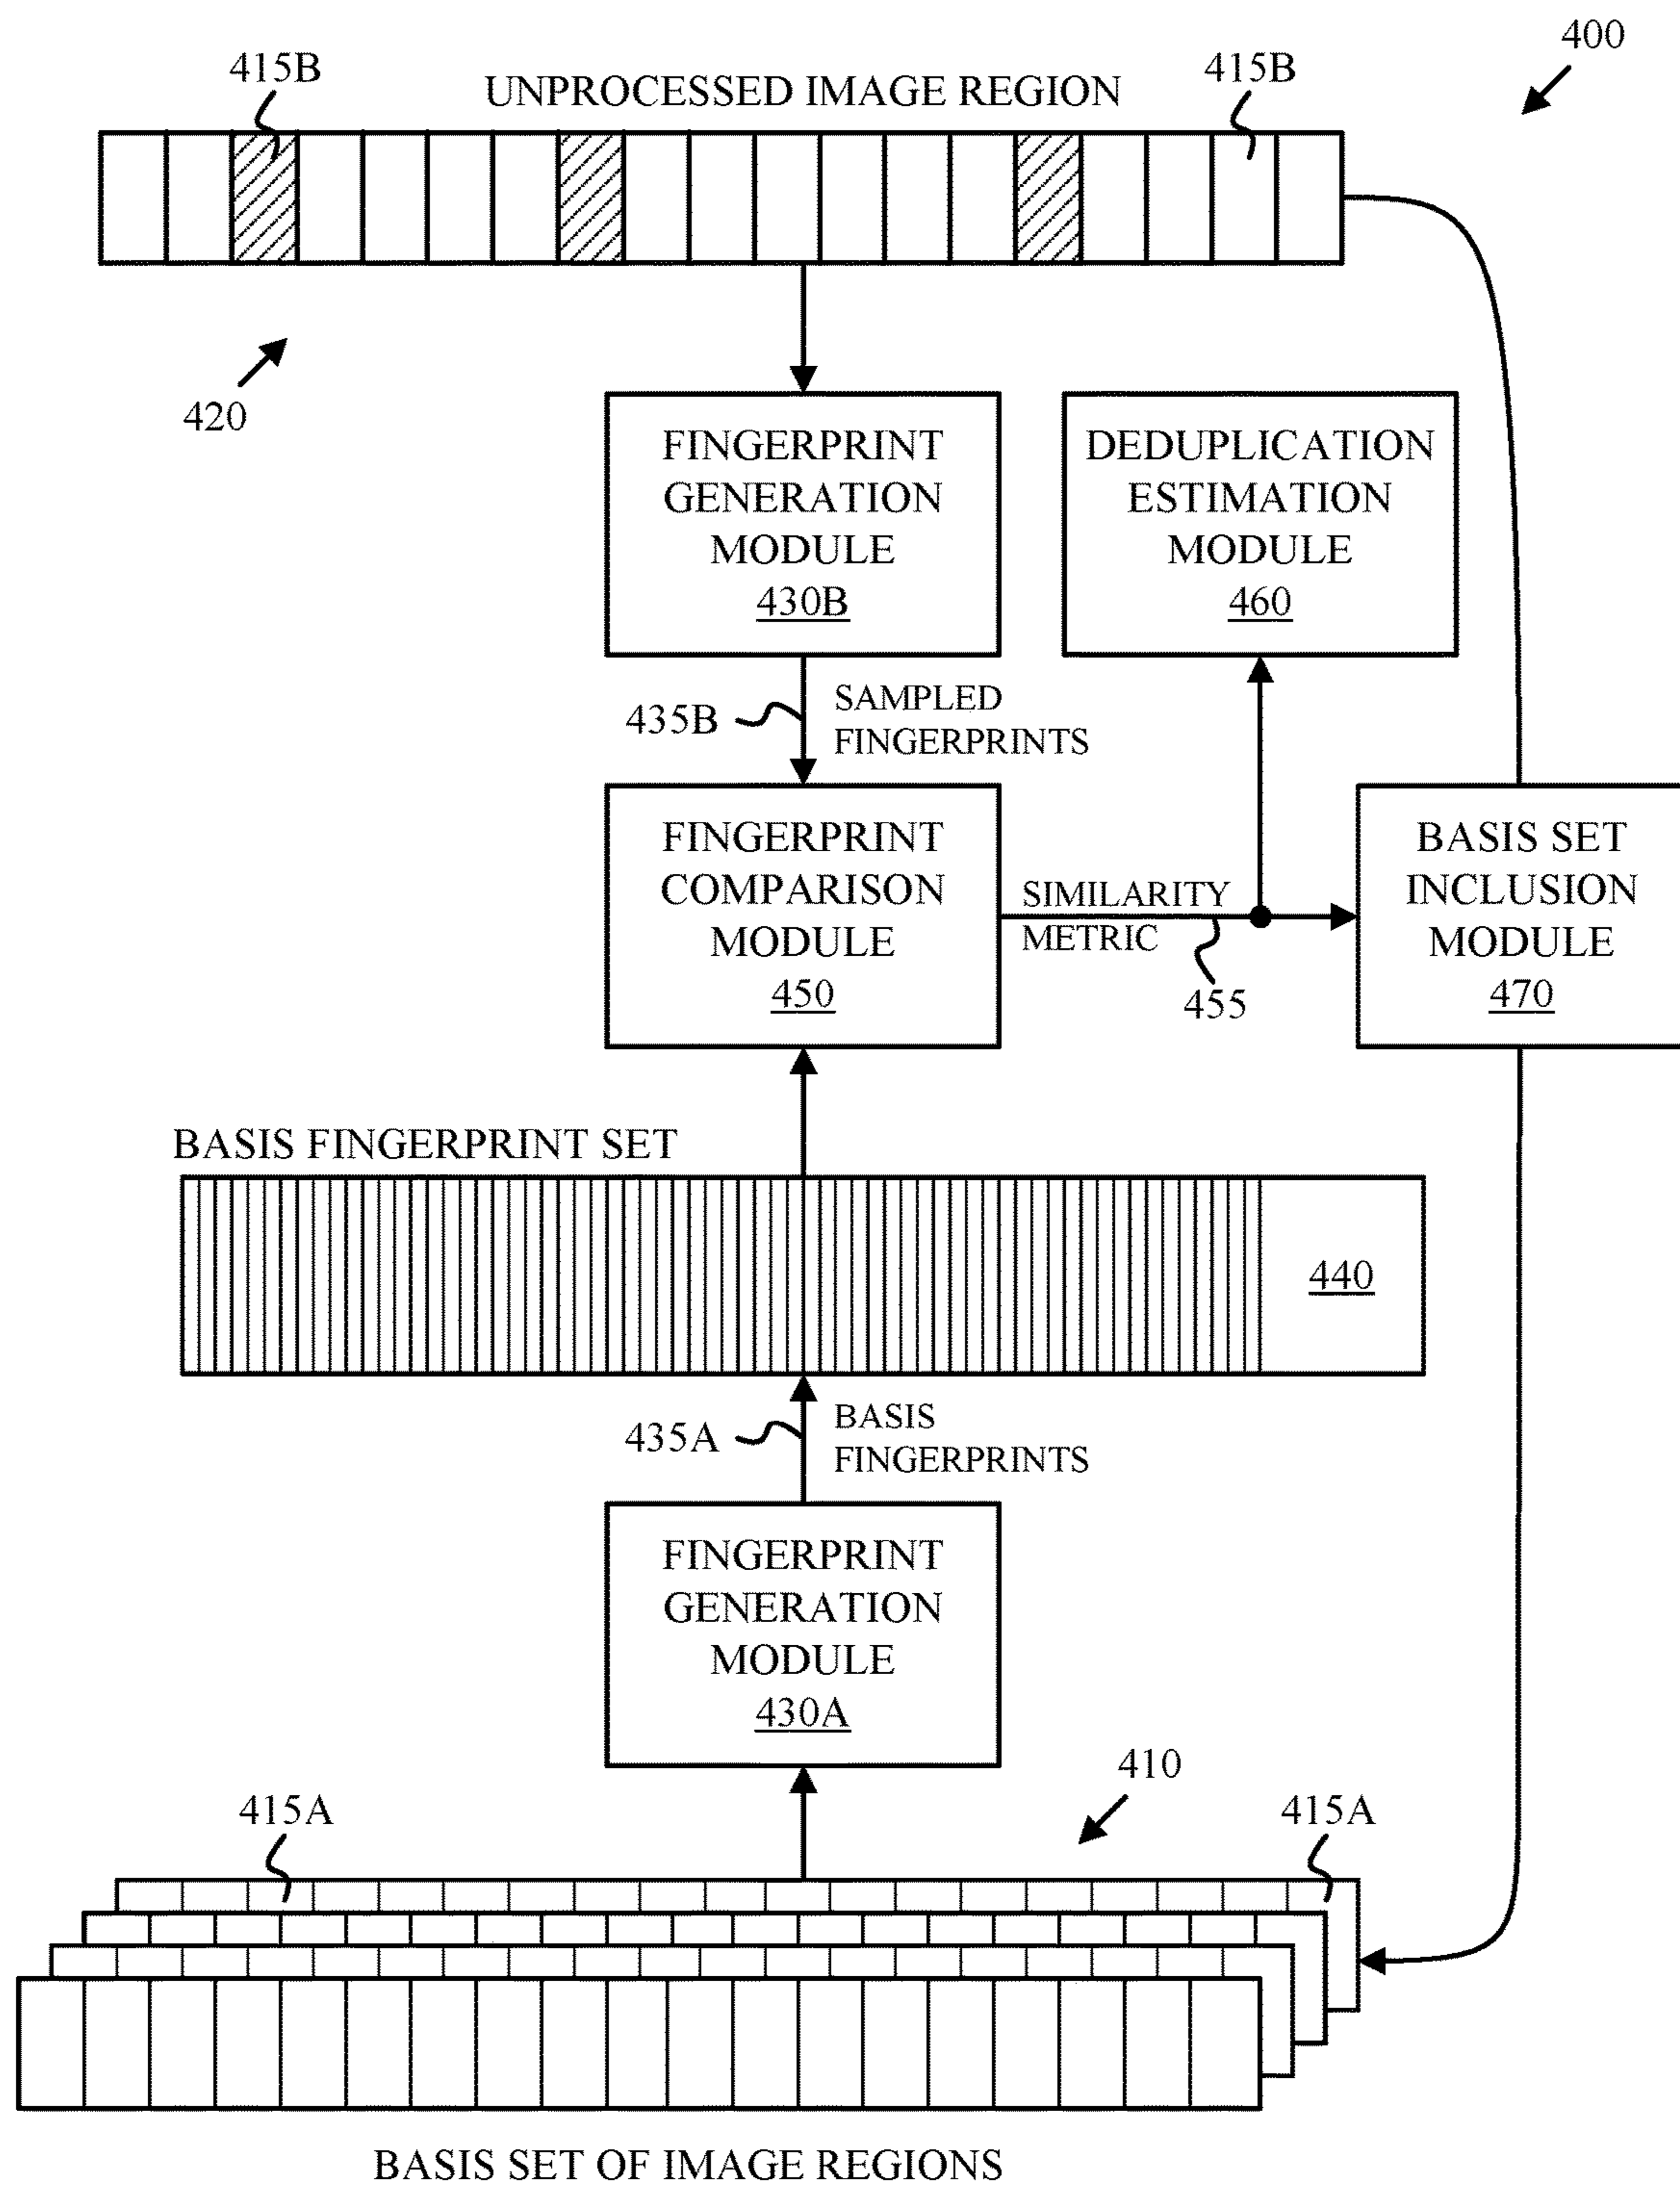 400
415B
UNPROCESSED IMAGE REGION
415B
420
FINGERPRINT
GENERATION
MODULE
430B
DEDUPLICATION
ESTIMATION
MODULE
460
435B
SAMPLED
FINGERPRINTS
FINGERPRINT
COMPARISON
MODULE
450
SIMILARITY
METRIC
455
BASIS SET
INCLUSION
MODULE
470
BASIS FINGERPRINT SET
440
435A
BASIS
FINGERPRINTS
FINGERPRINT
GENERATION
MODULE
430A
410
415A
415A
BASIS SET OF IMAGE REGIONS